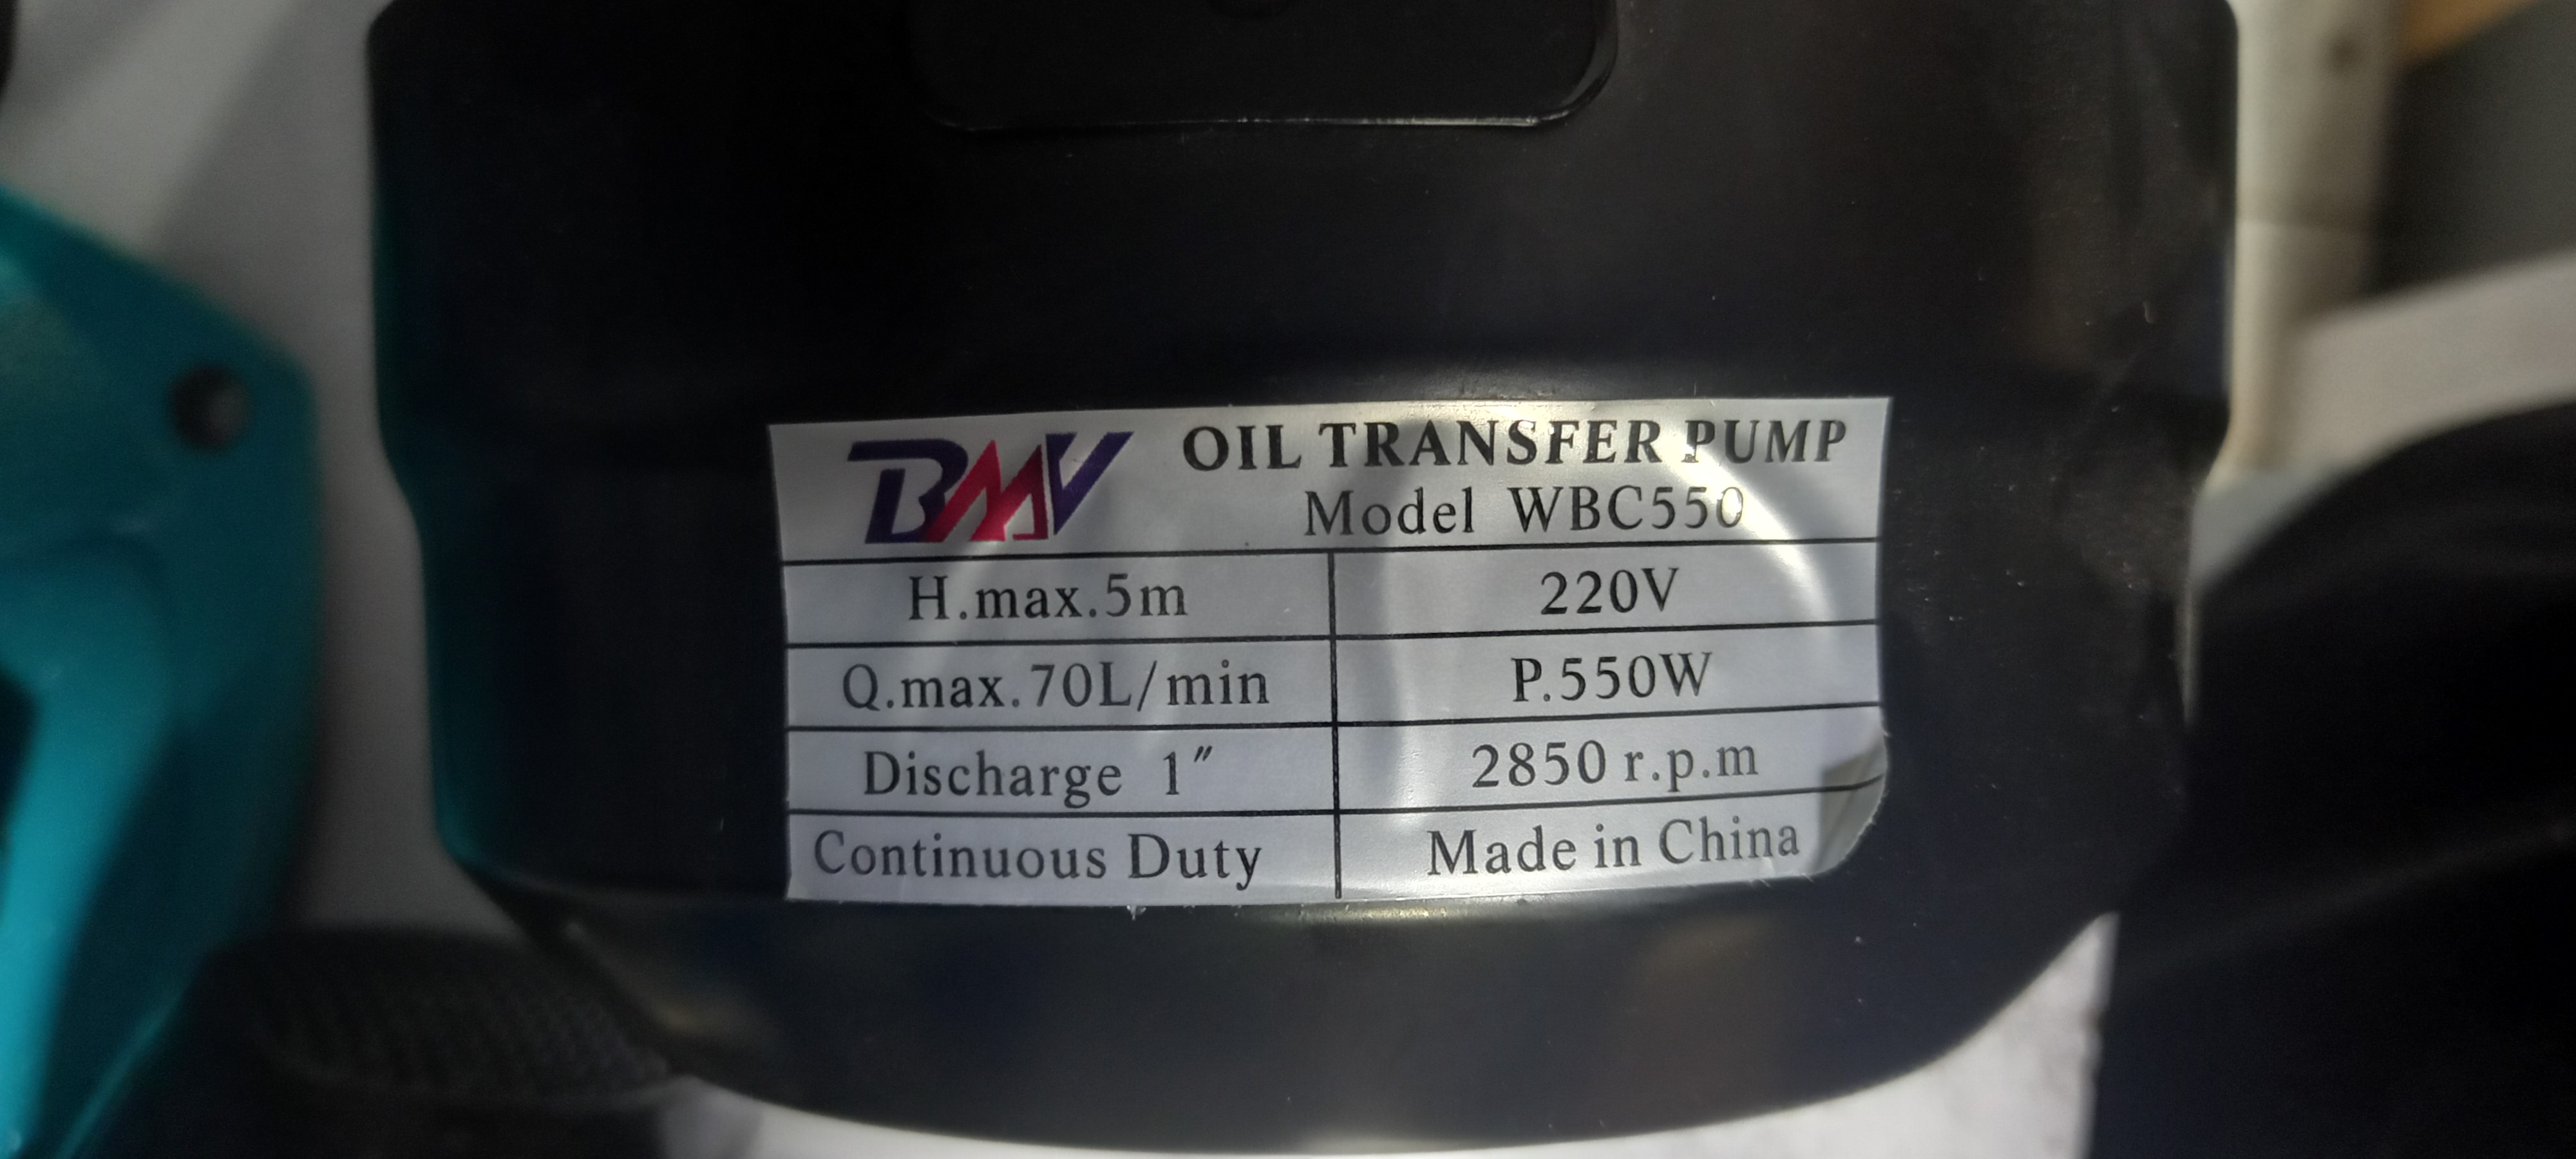 BMV OIL TRANSFER PUMP
Model WBC550
H.max.5m 220V
Q.max.70L/min P.550W
Discharge 1″ 2850 r.p.m
Continuous Duty Made in China